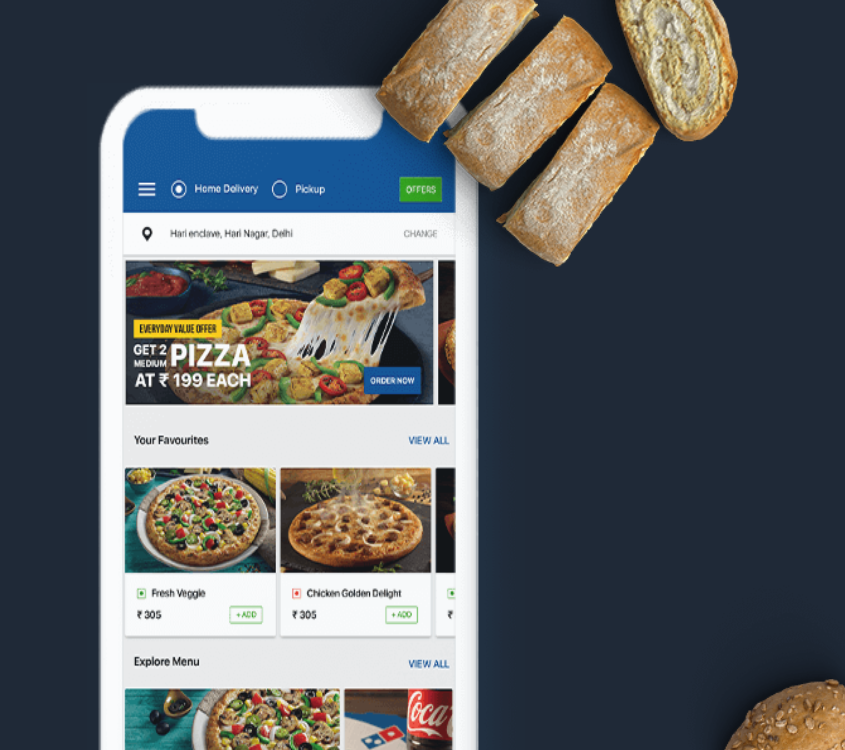 Home Delivery Pickup OFFERS
Hari enclave, Hari Nagar, Delhi CHANGE
EVERYDAY VALUE OFFER
GET 2 MEDIUM PIZZA
AT ₹ 199 EACH
ORDER NOW
Your Favourites VIEW ALL
Fresh Veggie Chicken Golden Delight
₹ 305 + ADD ₹ 305 + ADD ₹
Explore Menu VIEW ALL
Coca